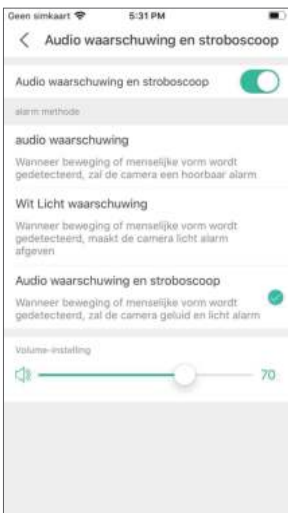 Geen simkaart 5:31 PM
Audio waarschuwing en stroboscoop
Audio waarschuwing en stroboscoop
alarm methode
audio waarschuwing
Wanneer beweging of menselijke vorm wordt
gedetecteerd, zal de camera een hoorbaar alarm
Wit Licht waarschuwing
Wanneer beweging of menselijke vorm wordt
gedetecteerd, maakt de camera licht alarm
afgeven
Audio waarschuwing en stroboscoop
Wanneer beweging of menselijke vorm wordt
gedetecteerd, zal de camera geluid en licht alarm
Volume-instelling
70